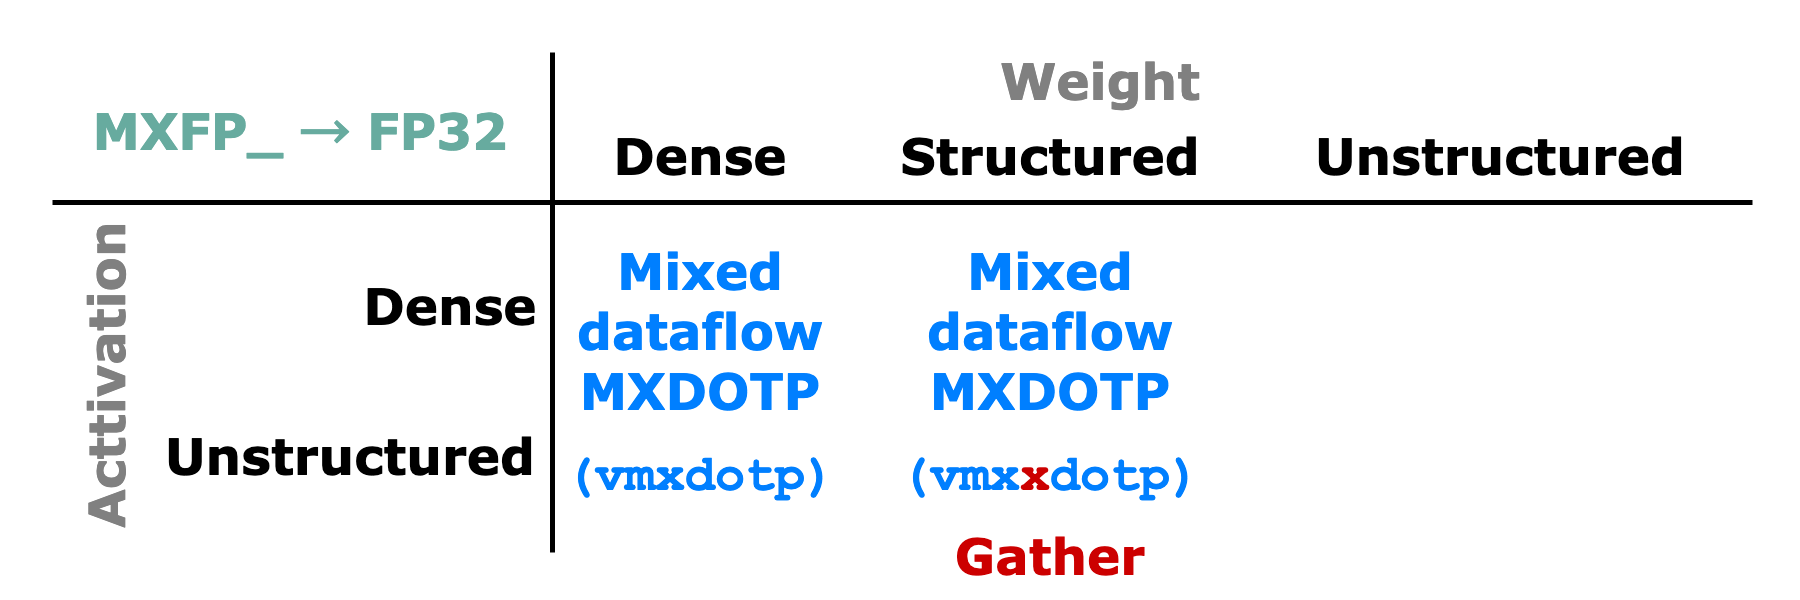 Weight
MXFP_ → FP32
Dense Structured Unstructured
Acttivation
Dense
Unstructured
Mixed
dataflow
MXDOTP
(vmxdotp)
Mixed
dataflow
MXDOTP
(vmxxdotp)
Gather